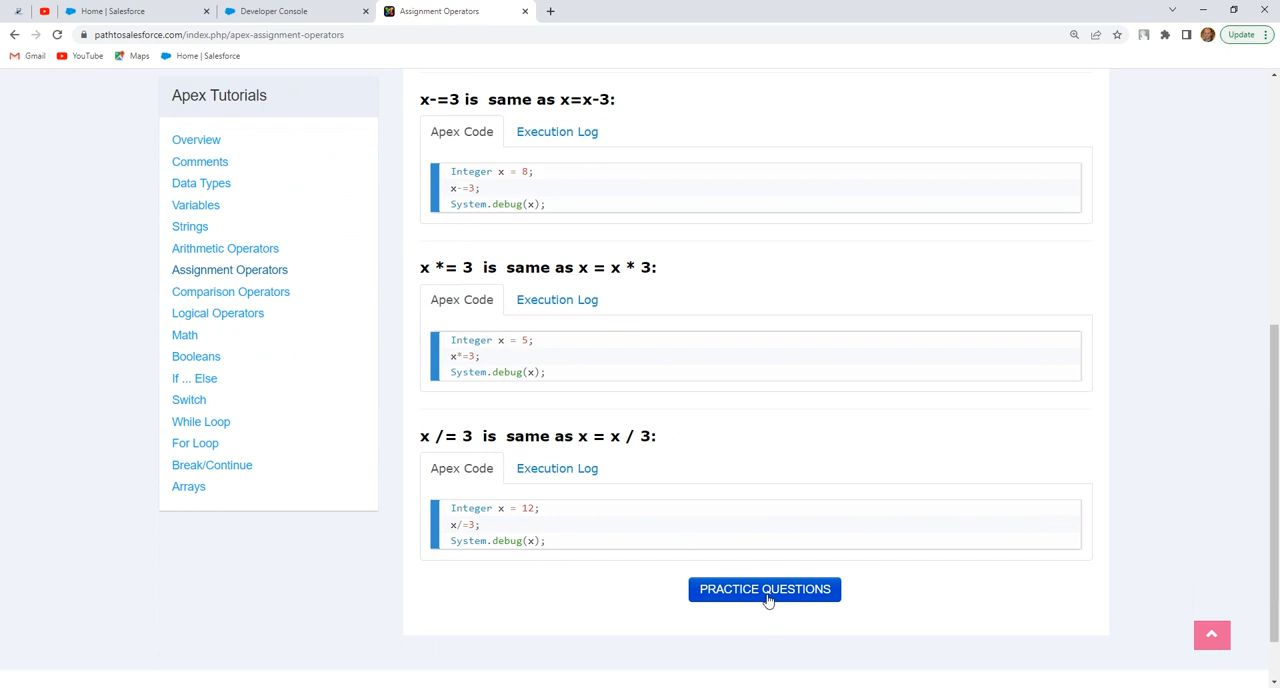 Home | Salesforce
Developer Console
Assignment Operators
pathtosalesforce.com/index.php/apex-assignment-operators
Update
Gmail
YouTube
Maps
Home | Salesforce
Apex Tutorials
Overview
Comments
Data Types
Variables
Strings
Arithmetic Operators
Assignment Operators
Comparison Operators
Logical Operators
Math
Booleans
If ... Else
Switch
While Loop
For Loop
Break/Continue
Arrays
x-=3 is same as x=x-3:
Apex Code
Execution Log
Integer x = 8;
x-=3;
System.debug(x);
x *= 3 is same as x = x * 3:
Apex Code
Execution Log
Integer x = 5;
x*=3;
System.debug(x);
x /= 3 is same as x = x / 3:
Apex Code
Execution Log
Integer x = 12;
x/=3;
System.debug(x);
PRACTICE QUESTIONS